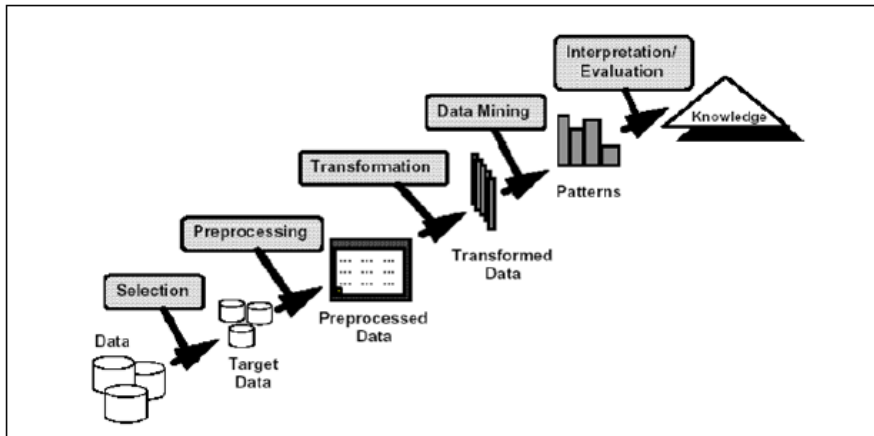 Interpretation/
Evaluation
Knowledge
Data Mining
Patterns
Transformation
Transformed
Data
Preprocessing
Preprocessed
Data
Selection
Target
Data
Data